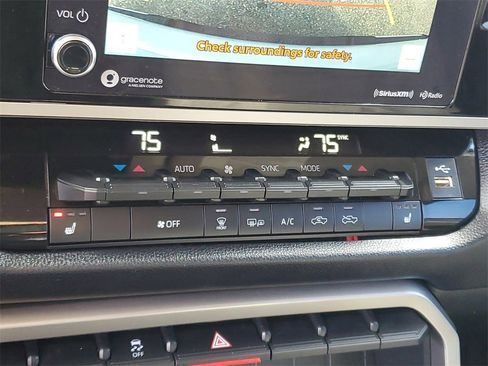 VOL
Check surroundings for safety.
gracenote
A NIELSEN COMPANY
SiriusXM
HD Radio
75
75 SYNC
AUTO SYNC MODE
OFF
FRONT
A/C
OFF